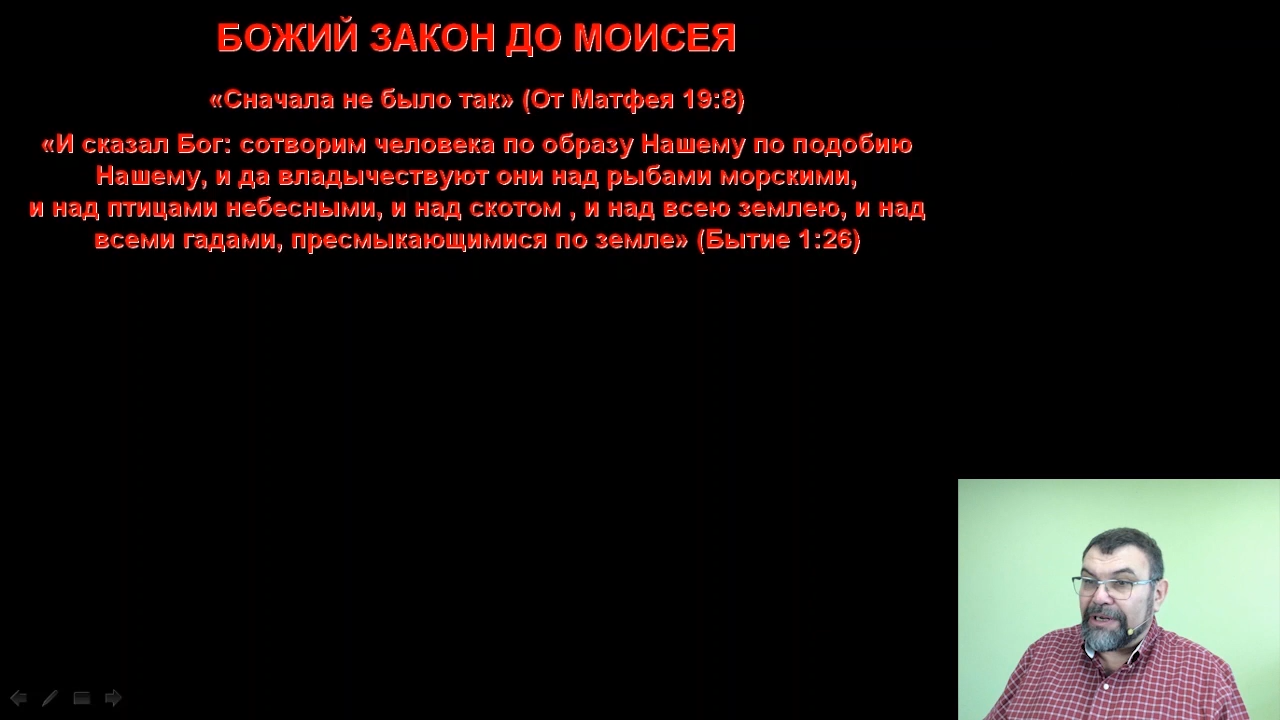 БОЖИЙ ЗАКОН ДО МОИСЕЯ
«Сначала не было так» (От Матфея 19:8)
«И сказал Бог: сотворим человека по образу Нашему по подобию
Нашему, и да владычествуют они над рыбами морскими,
и над птицами небесными, и над скотом , и над всею землею, и над
всеми гадами, пресмыкающимися по земле» (Бытие 1:26)